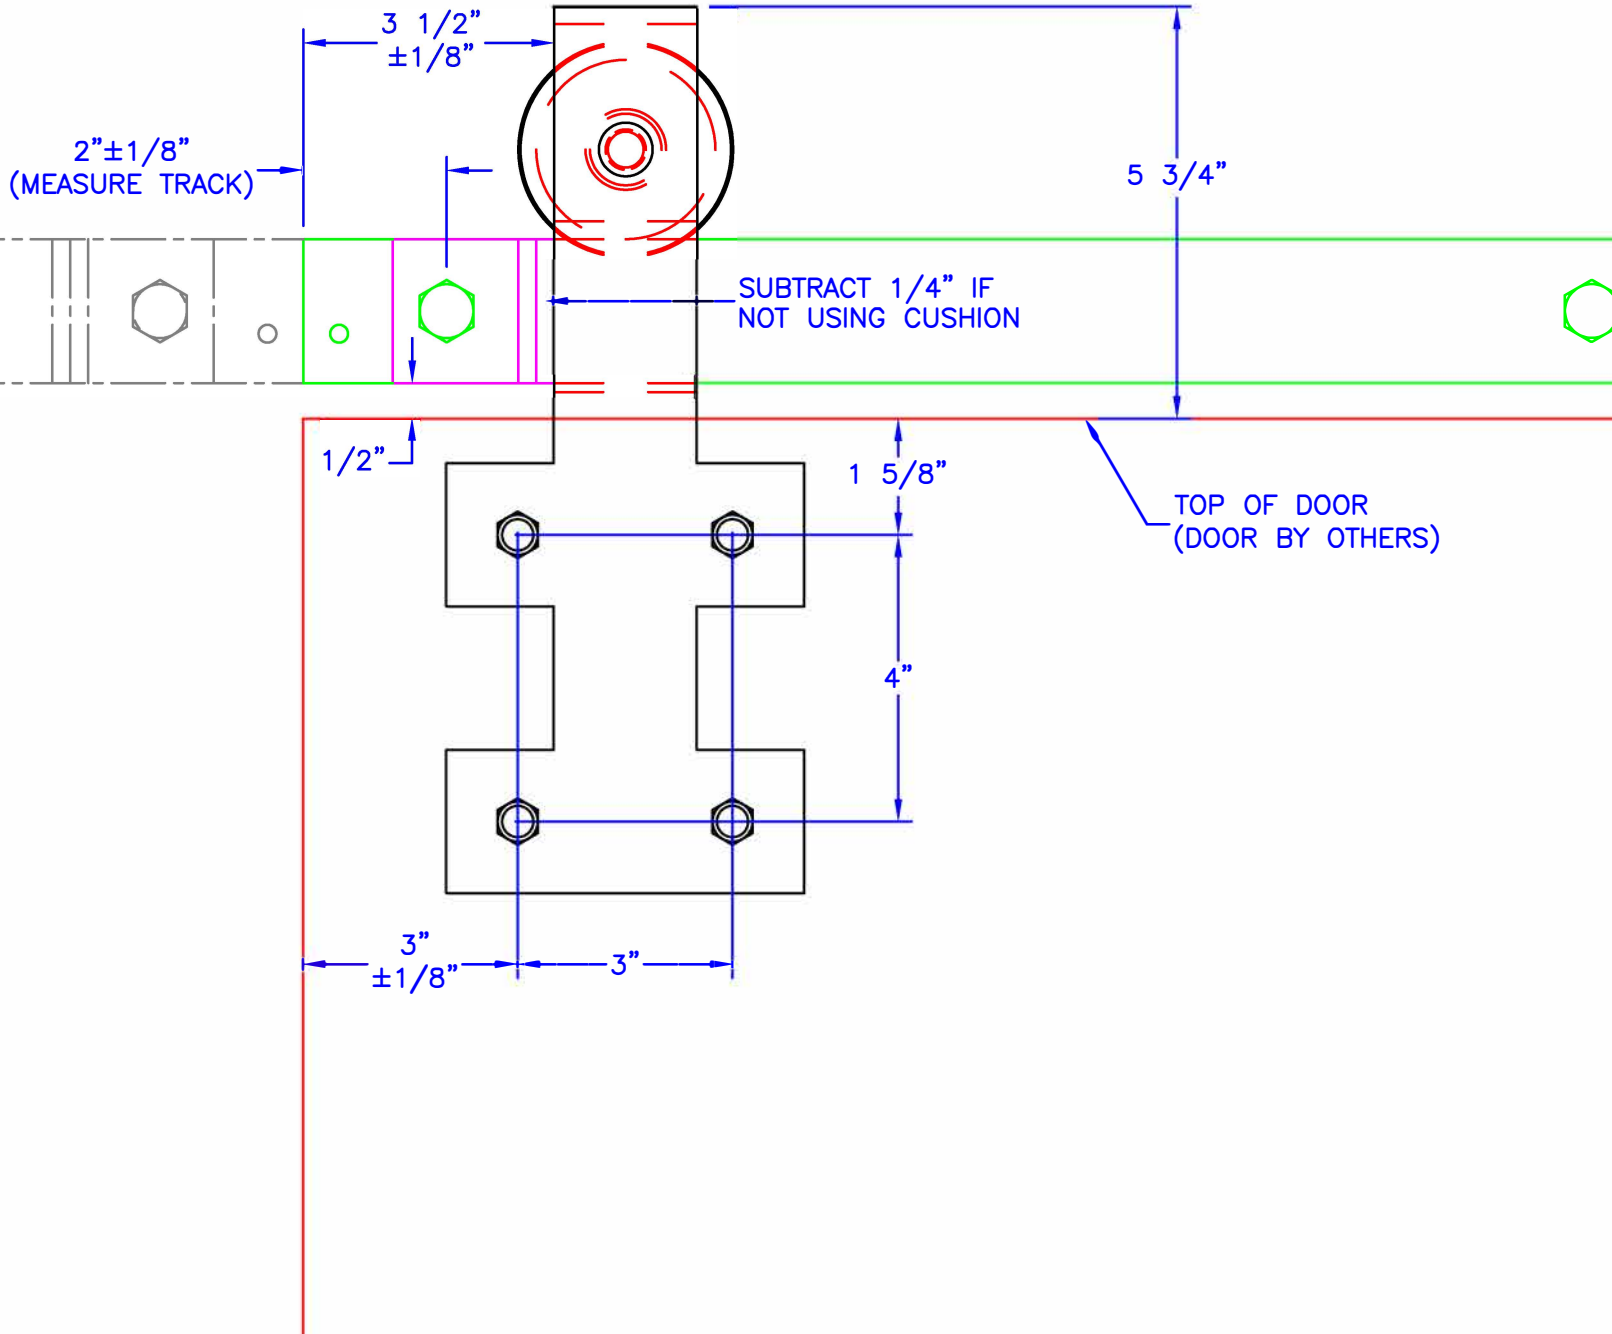 3 1/2”
±1/8”
2”±1/8”
(MEASURE TRACK)
5 3/4”
SUBTRACT 1/4” IF
NOT USING CUSHION
1/2”
1 5/8”
TOP OF DOOR
(DOOR BY OTHERS)
4”
3”
±1/8”
3”